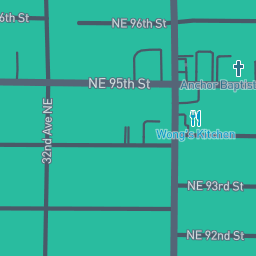 6th St
NE 96th St
NE 95th St
Anchor Baptist
32nd Ave NE
Wong's Kitchen
NE 93rd St
NE 92nd St